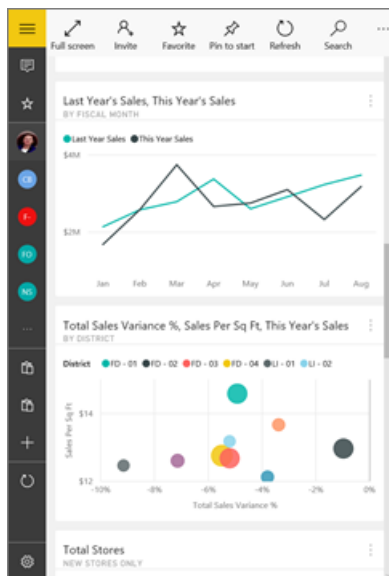 Full screen Invite Favorite Pin to start Refresh Search ...
Last Year's Sales, This Year's Sales
BY FISCAL MONTH
Last Year Sales This Year Sales
$4M
$2M
Jan Feb Mar Apr May Jun Jul Aug
CB
F-
FO
NS
...
Total Sales Variance %, Sales Per Sq Ft, This Year's Sales
BY DISTRICT
District FD - 01 FD - 02 FD - 03 FD - 04 LI - 01 LI - 02
Sales Per Sq Ft
$14
$12
-10% -8% -6% -4% -2% 0%
Total Sales Variance %
Total Stores
NEW STORES ONLY